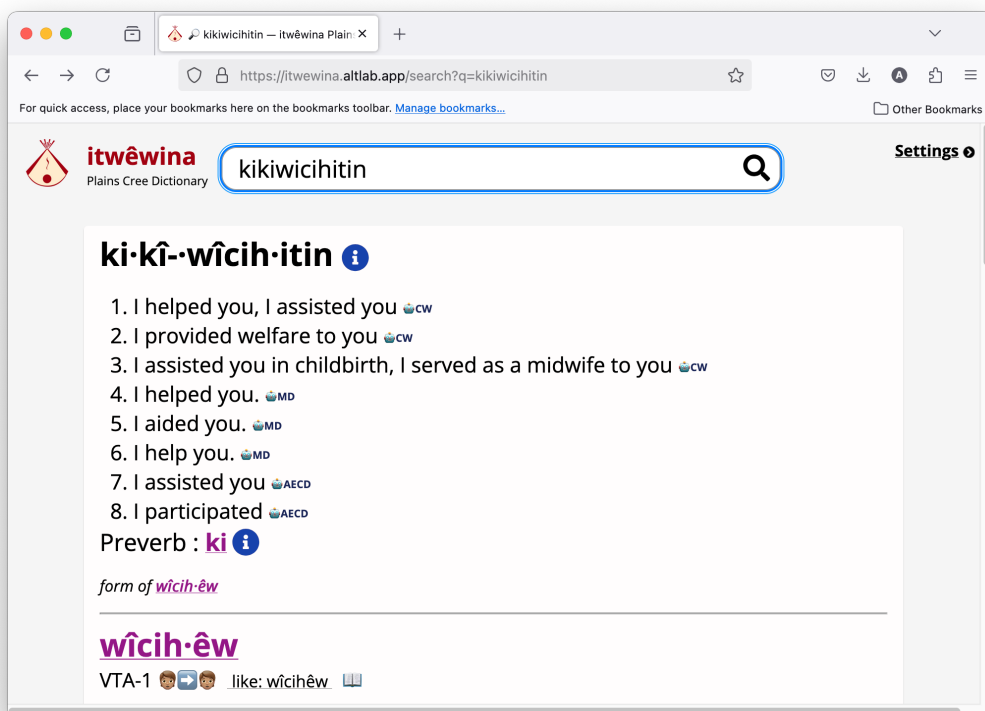 kikiwicihitin — itwêwina Plain
https://itwewina.altlab.app/search?q=kikiwicihitin
A
For quick access, place your bookmarks here on the bookmarks toolbar. Manage bookmarks...
Other Bookmarks
itwêwina
Plains Cree Dictionary
kikiwicihitin
Settings
ki·kî-·wîcih·itin i
1. I helped you, I assisted you CW
2. I provided welfare to you CW
3. I assisted you in childbirth, I served as a midwife to you CW
4. I helped you. MD
5. I aided you. MD
6. I help you. MD
7. I assisted you AECD
8. I participated AECD
Preverb : ki i
form of wîcih·êw
wîcih·êw
VTA-1 🧑🏽➡️🧑🏽 like: wîcihêw 📖